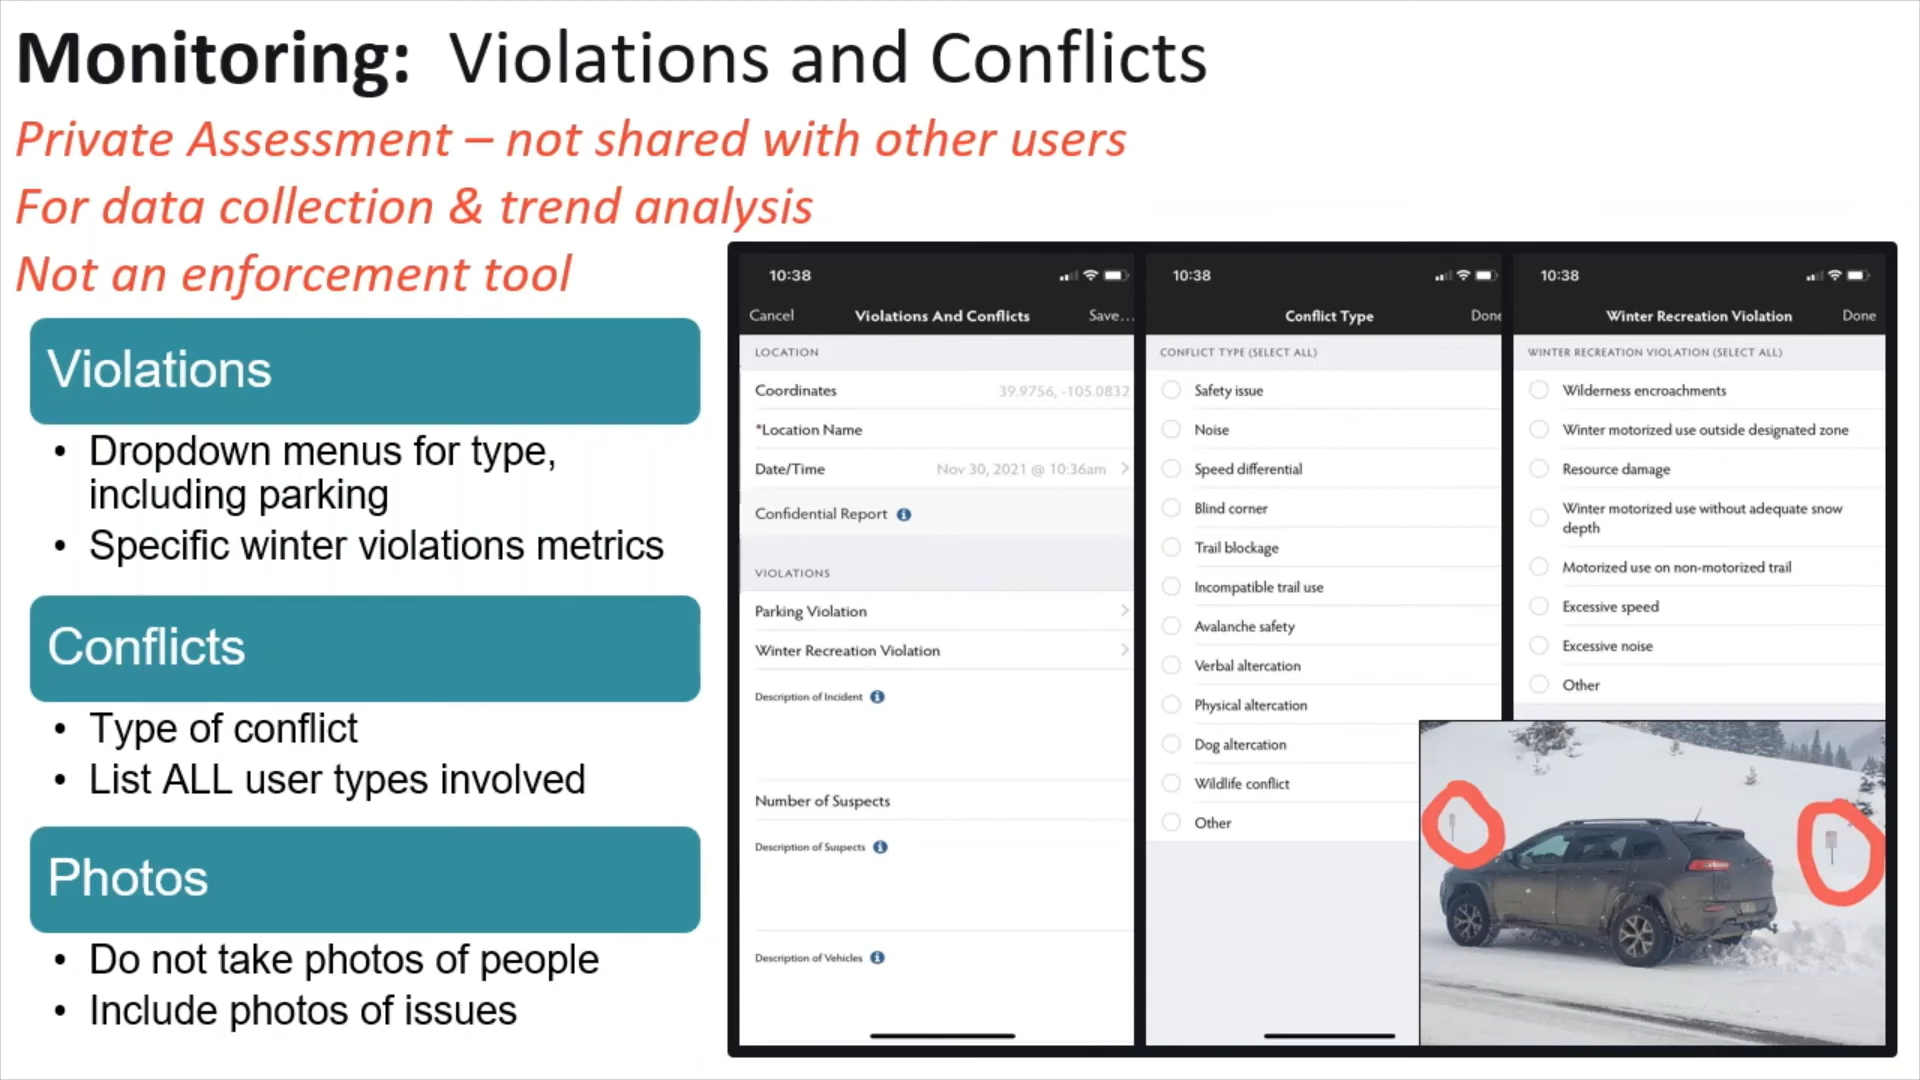 Monitoring: Violations and Conflicts
Private Assessment – not shared with other users
For data collection & trend analysis
Not an enforcement tool
Violations
• Dropdown menus for type,
including parking
• Specific winter violations metrics
Conflicts
• Type of conflict
• List ALL user types involved
Photos
• Do not take photos of people
• Include photos of issues
10:38
Cancel Violations And Conflicts Save...
LOCATION
Coordinates 39.9756, -105.0832
*Location Name
Date/Time Nov 30, 2021 @ 10:36am
Confidential Report
VIOLATIONS
Parking Violation
Winter Recreation Violation
Description of Incident
Number of Suspects
Description of Suspects
Description of Vehicles
10:38
Conflict Type Done
CONFLICT TYPE (SELECT ALL)
Safety issue
Noise
Speed differential
Blind corner
Trail blockage
Incompatible trail use
Avalanche safety
Verbal altercation
Physical altercation
Dog altercation
Wildlife conflict
Other
10:38
Winter Recreation Violation Done
WINTER RECREATION VIOLATION (SELECT ALL)
Wilderness encroachments
Winter motorized use outside designated zone
Resource damage
Winter motorized use without adequate snow
depth
Motorized use on non-motorized trail
Excessive speed
Excessive noise
Other